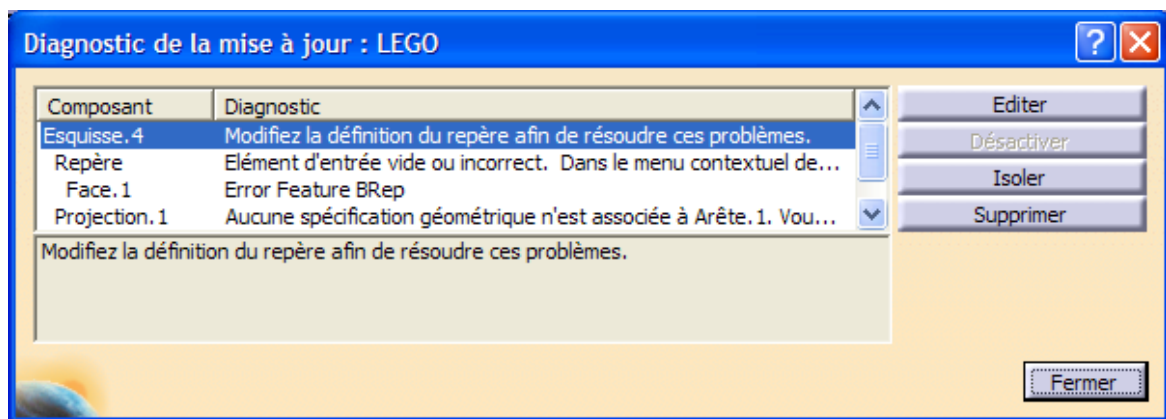 Diagnostic de la mise à jour : LEGO
Composant Diagnostic
Esquisse.4 Modifiez la définition du repère afin de résoudre ces problèmes.
Repère Elément d'entrée vide ou incorrect. Dans le menu contextuel de...
Face.1 Error Feature BRep
Projection.1 Aucune spécification géométrique n'est associée à Arête.1. Vou...
Modifiez la définition du repère afin de résoudre ces problèmes.
Editer
Désactiver
Isoler
Supprimer
Fermer